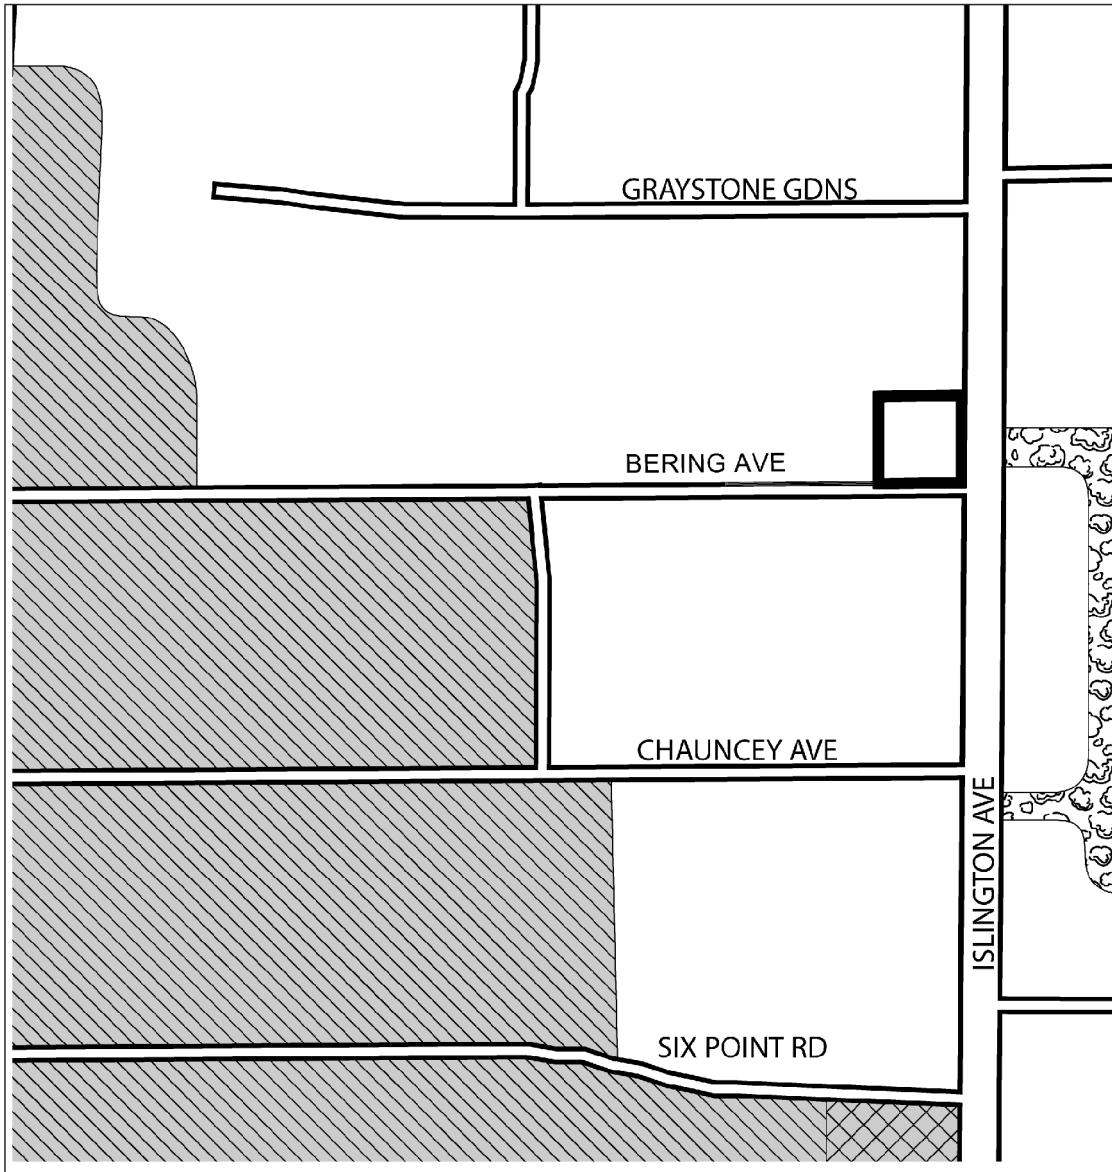 GRAYSTONE GDNS
BERING AVE
CHAUNCEY AVE
ISLINGTON AVE
SIX POINT RD